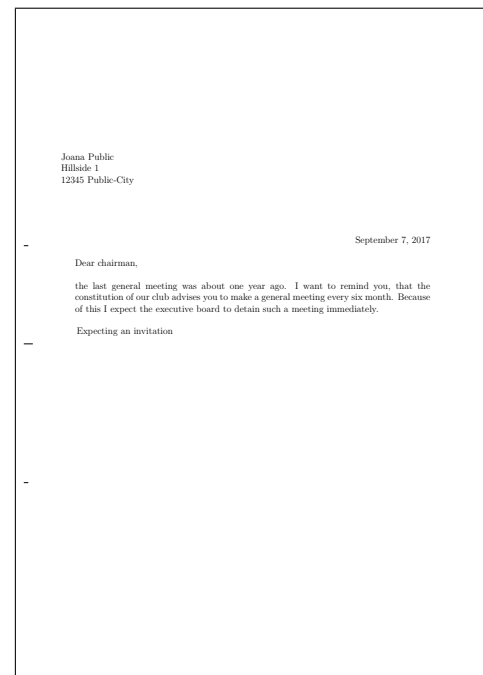 Joana Public
Hillside 1
12345 Public-City
September 7, 2017
Dear chairman,
the last general meeting was about one year ago. I want to remind you, that the
constitution of our club advises you to make a general meeting every six month. Because
of this I expect the executive board to detain such a meeting immediately.
Expecting an invitation